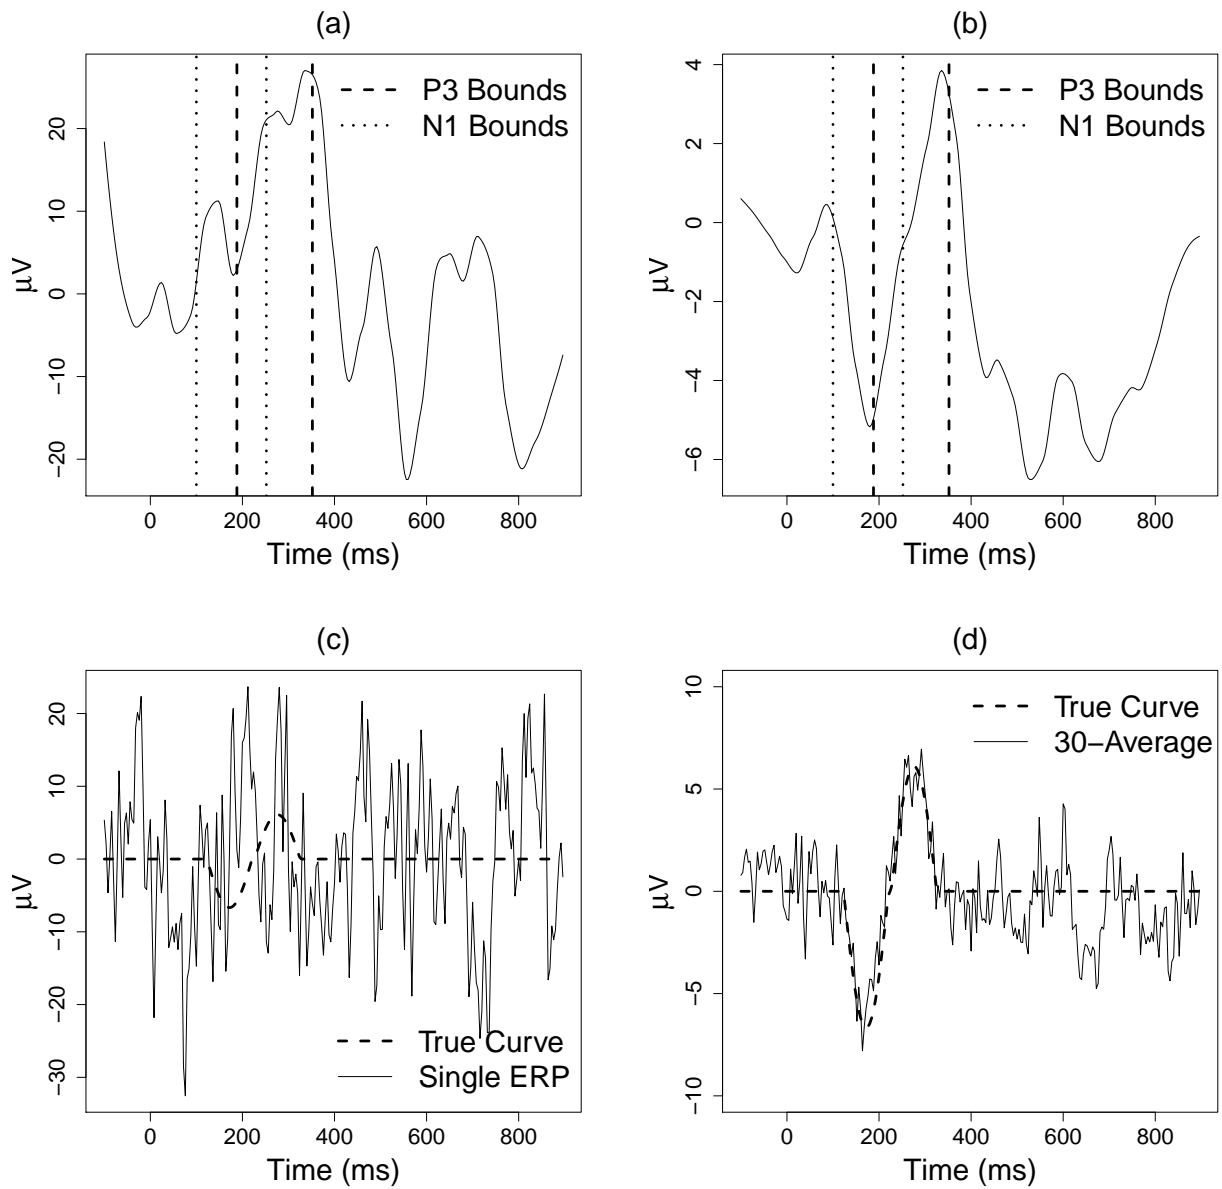 (a)
P3 Bounds
N1 Bounds
μV
20
10
0
−10
−20
0 200 400 600 800
Time (ms)
(b)
P3 Bounds
N1 Bounds
μV
4
2
0
−2
−4
−6
0 200 400 600 800
Time (ms)
(c)
μV
20
10
0
−10
−20
−30
True Curve
Single ERP
0 200 400 600 800
Time (ms)
(d)
True Curve
30−Average
μV
10
5
0
−5
−10
0 200 400 600 800
Time (ms)